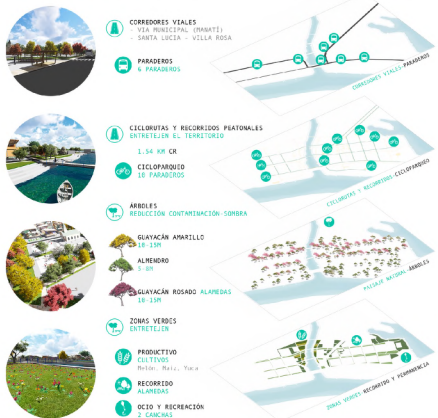 CORREDORES VIALES
- VIA MUNICIPAL (MANATÍ)
- SANTA LUCIA - VILLA ROSA
PARADEROS
6 PARADEROS
CORREDORES VIALES-PARADEROS
CICLORUTAS Y RECORRIDOS PEATONALES
ENTRETEJEN EL TERRITORIO
1.54 KM CR
CICLOPARQUEO
10 PARADEROS
CICLORUTAS Y RECORRIDOS-CICLOPARQUEO
ÁRBOLES
REDUCCIÓN CONTAMINACIÓN-SOMBRA
GUAYACÁN AMARILLO
10-15M
ALMENDRO
3-8M
GUAYACÁN ROSADO ALAMEDAS
10-15M
PAISAJE NATURAL-ÁRBOLES
ZONAS VERDES
ENTRETEJEN
PRODUCTIVO
CULTIVOS
Melón, Maíz, Yuca
RECORRIDO
ALAMEDAS
OCIO Y RECREACIÓN
2 CANCHAS
ZONAS VERDES-RECORRIDO Y PERMANENCIA